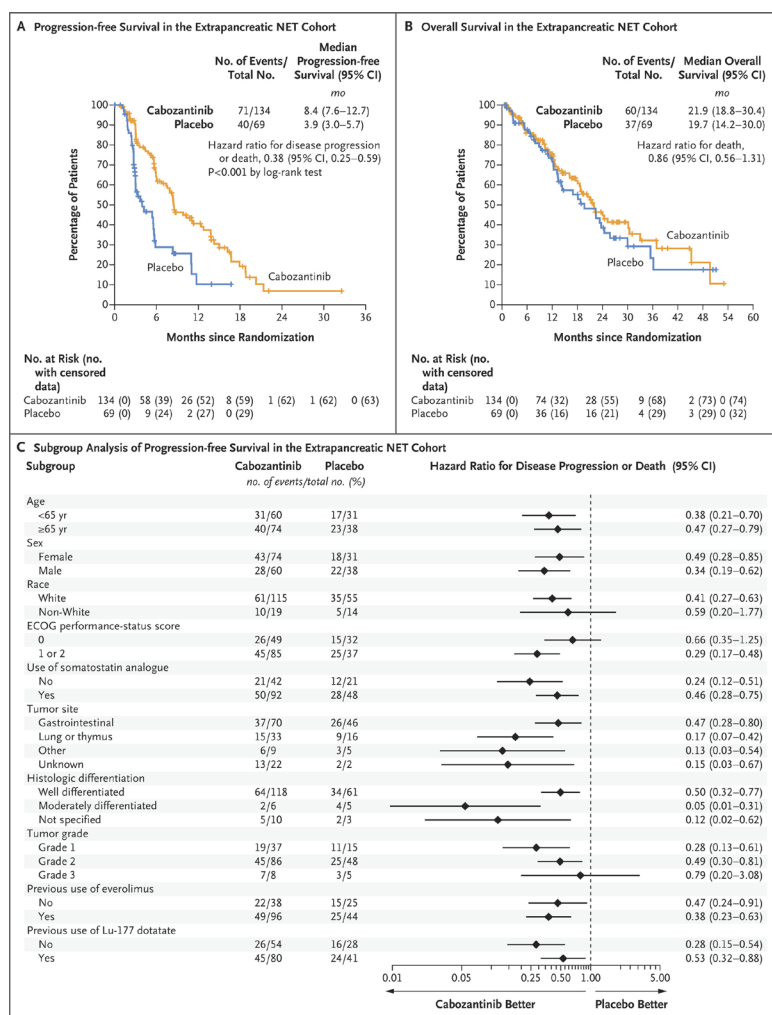 A Progression-free Survival in the Extrapancreatic NET Cohort
No. of Events/ Total No.
Median Progression-free Survival (95% CI)
mo
Cabozantinib 71/134 8.4 (7.6–12.7)
Placebo 40/69 3.9 (3.0–5.7)
Hazard ratio for disease progression
or death, 0.38 (95% CI, 0.25–0.59)
P<0.001 by log-rank test
Percentage of Patients
100
90
80
70
60
50
40
30
20
10
0
Placebo
Cabozantinib
0 6 12 18 24 30 36
Months since Randomization
No. at Risk (no.
with censored
data)
Cabozantinib 134 (0) 58 (39) 26 (52) 8 (59) 1 (62) 1 (62) 0 (63)
Placebo 69 (0) 9 (24) 2 (27) 0 (29)
B Overall Survival in the Extrapancreatic NET Cohort
No. of Events/ Total No.
Median Overall Survival (95% CI)
mo
Cabozantinib 60/134 21.9 (18.8–30.4)
Placebo 37/69 19.7 (14.2–30.0)
Hazard ratio for death,
0.86 (95% CI, 0.56–1.31)
Percentage of Patients
100
90
80
70
60
50
40
30
20
10
0
Cabozantinib
Placebo
0 6 12 18 24 30 36 42 48 54 60
Months since Randomization
No. at Risk (no.
with censored
data)
Cabozantinib 134 (0) 74 (32) 28 (55) 9 (68) 2 (73) 0 (74)
Placebo 69 (0) 36 (16) 16 (21) 4 (29) 3 (29) 0 (32)
C Subgroup Analysis of Progression-free Survival in the Extrapancreatic NET Cohort
Subgroup Cabozantinib Placebo Hazard Ratio for Disease Progression or Death (95% CI)
no. of events/total no. (%)
Age
<65 yr 31/60 17/31 0.38 (0.21–0.70)
≥65 yr 40/74 23/38 0.47 (0.27–0.79)
Sex
Female 43/74 18/31 0.49 (0.28–0.85)
Male 28/60 22/38 0.34 (0.19–0.62)
Race
White 61/115 35/55 0.41 (0.27–0.63)
Non-White 10/19 5/14 0.59 (0.20–1.77)
ECOG performance-status score
0 26/49 15/32 0.66 (0.35–1.25)
1 or 2 45/85 25/37 0.29 (0.17–0.48)
Use of somatostatin analogue
No 21/42 12/21 0.24 (0.12–0.51)
Yes 50/92 28/48 0.46 (0.28–0.75)
Tumor site
Gastrointestinal 37/70 26/46 0.47 (0.28–0.80)
Lung or thymus 15/33 9/16 0.17 (0.07–0.42)
Other 6/9 3/5 0.13 (0.03–0.54)
Unknown 13/22 2/2 0.15 (0.03–0.67)
Histologic differentiation
Well differentiated 64/118 34/61 0.50 (0.32–0.77)
Moderately differentiated 2/6 4/5 0.05 (0.01–0.31)
Not specified 5/10 2/3 0.12 (0.02–0.62)
Tumor grade
Grade 1 19/37 11/15 0.28 (0.13–0.61)
Grade 2 45/86 25/48 0.49 (0.30–0.81)
Grade 3 7/8 3/5 0.79 (0.20–3.08)
Previous use of everolimus
No 22/38 15/25 0.47 (0.24–0.91)
Yes 49/96 25/44 0.38 (0.23–0.63)
Previous use of Lu-177 dotatate
No 26/54 16/28 0.28 (0.15–0.54)
Yes 45/80 24/41 0.53 (0.32–0.88)
0.01 0.05 0.25 0.50 1.00 5.00
Cabozantinib Better Placebo Better